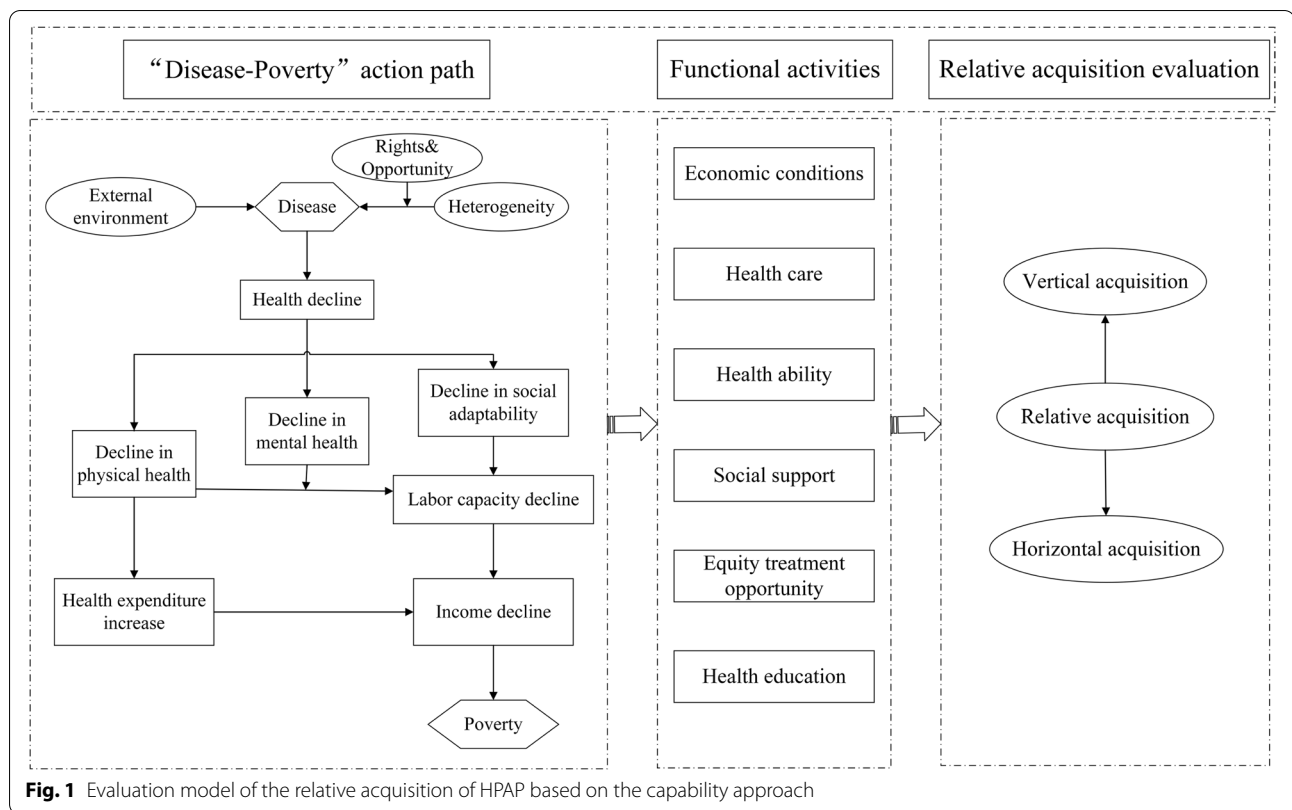 “Disease-Poverty” action path
Functional activities
Relative acquisition evaluation
Rights&
Opportunity
External
environment
Disease
Heterogeneity
Health decline
Decline in social
adaptability
Decline in
mental health
Decline in
physical health
Labor capacity decline
Health expenditure
increase
Income decline
Poverty
Economic conditions
Health care
Health ability
Social support
Equity treatment
opportunity
Health education
Vertical acquisition
Relative acquisition
Horizontal acquisition
Fig. 1 Evaluation model of the relative acquisition of HPAP based on the capability approach